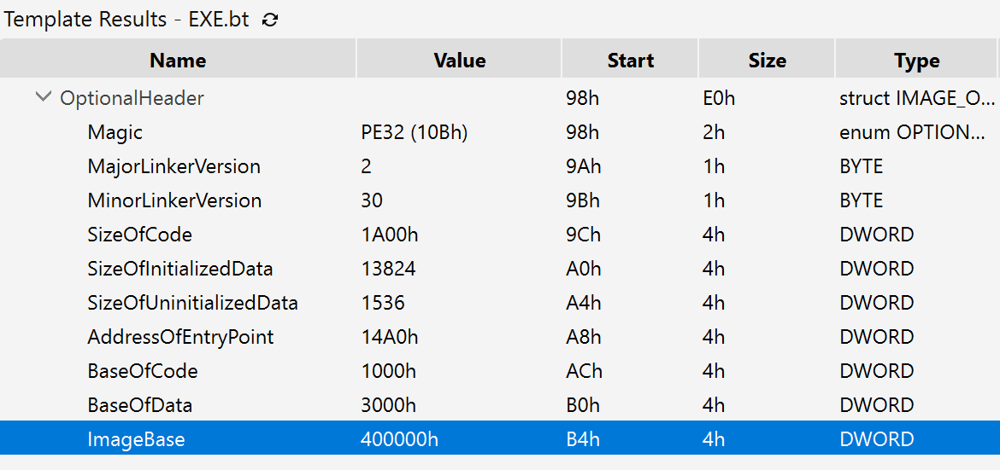 Template Results - EXE.bt
Name Value Start Size Type
OptionalHeader 98h E0h struct IMAGE_O...
Magic PE32 (10Bh) 98h 2h enum OPTION...
MajorLinkerVersion 2 9Ah 1h BYTE
MinorLinkerVersion 30 9Bh 1h BYTE
SizeOfCode 1A00h 9Ch 4h DWORD
SizeOfInitializedData 13824 A0h 4h DWORD
SizeOfUninitializedData 1536 A4h 4h DWORD
AddressOfEntryPoint 14A0h A8h 4h DWORD
BaseOfCode 1000h ACh 4h DWORD
BaseOfData 3000h B0h 4h DWORD
ImageBase 400000h B4h 4h DWORD